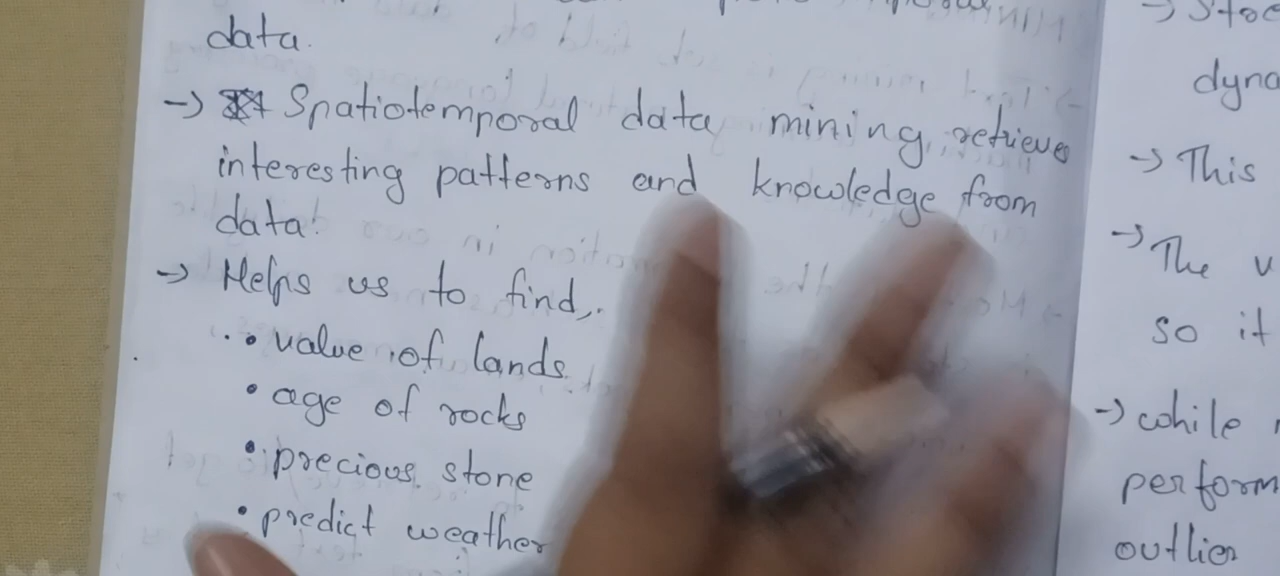 data.
→ Spatiotemporal data mining retrieves
interesting patterns and knowledge from
data.
→ Helps us to find,
• value of lands
• age of rocks
• precious stone
• predict weather
dyna
→ This
→ The v
so it
→ while
perform
outlier